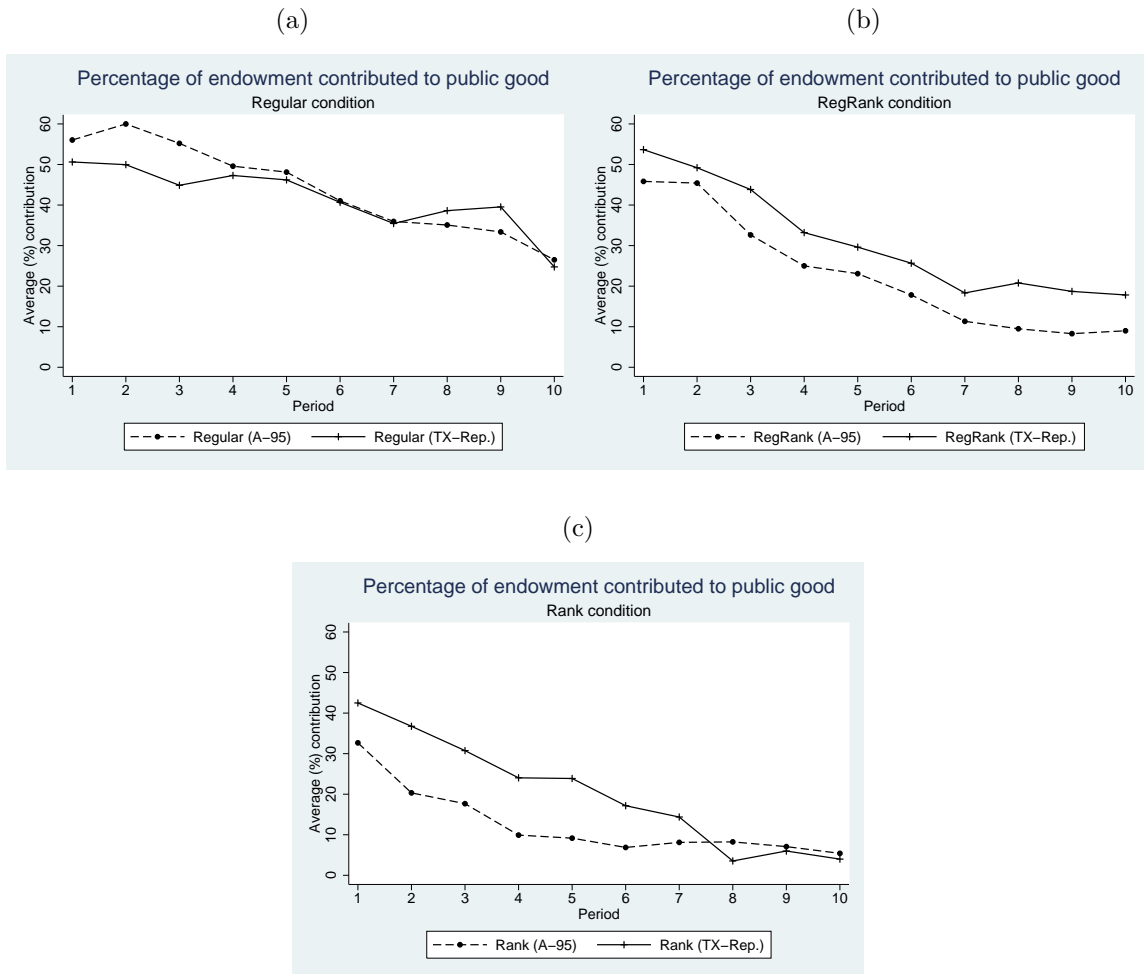 (a)
Percentage of endowment contributed to public good
Regular condition
Average (%) contribution
0 10 20 30 40 50 60
1 2 3 4 5 6 7 8 9 10
Period
Regular (A−95) Regular (TX−Rep.)
(b)
Percentage of endowment contributed to public good
RegRank condition
Average (%) contribution
0 10 20 30 40 50 60
1 2 3 4 5 6 7 8 9 10
Period
RegRank (A−95) RegRank (TX−Rep.)
(c)
Percentage of endowment contributed to public good
Rank condition
Average (%) contribution
0 10 20 30 40 50 60
1 2 3 4 5 6 7 8 9 10
Period
Rank (A−95) Rank (TX−Rep.)